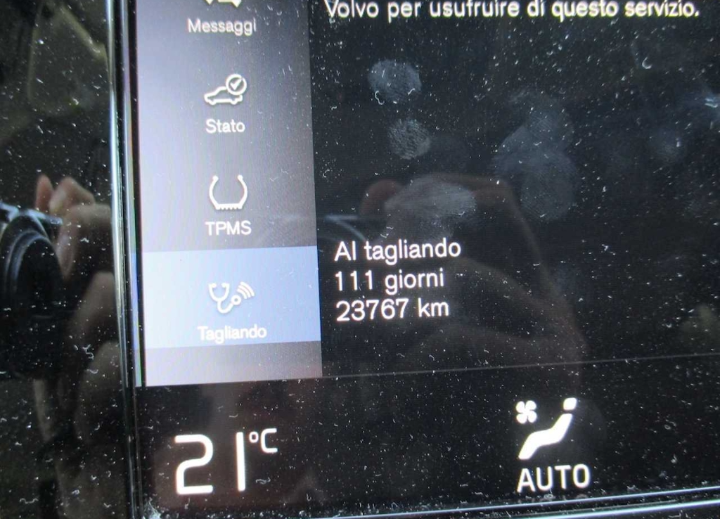 Volvo per usufruire di questo servizio.
Messaggi
Stato
TPMS
Tagliando
Al tagliando
111 giorni
23767 km
21°C
AUTO